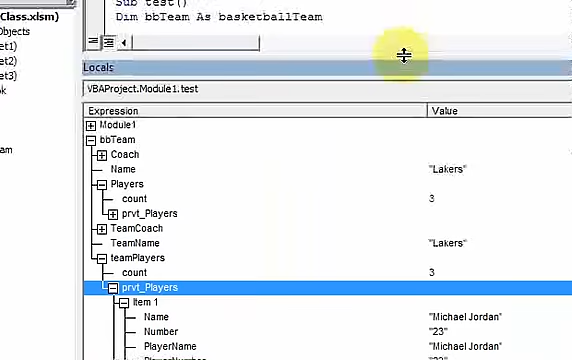 Sub test()
Class.xlsm)
Dim bbTeam As basketballTeam
Objects
et1)
et2)
Locals
et3)
VBAProject.Module1.test
Expression Value
Module1
bbTeam
Coach
Name "Lakers"
Players
count 3
prvt_Players
TeamCoach
TeamName "Lakers"
teamPlayers
count 3
prvt_Players
Item 1
Name "Michael Jordan"
Number "23"
PlayerName "Michael Jordan"